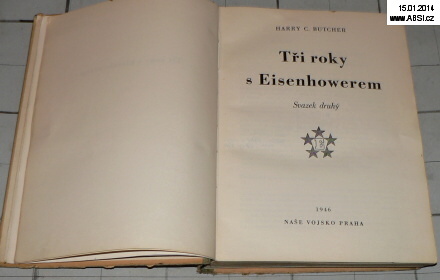 15.01.2014
www.ABSI.cz
HARRY C. BUTCHER
Tři roky
s Eisenhowerem
Svazek druhý
1946
NAŠE VOJSKO PRAHA